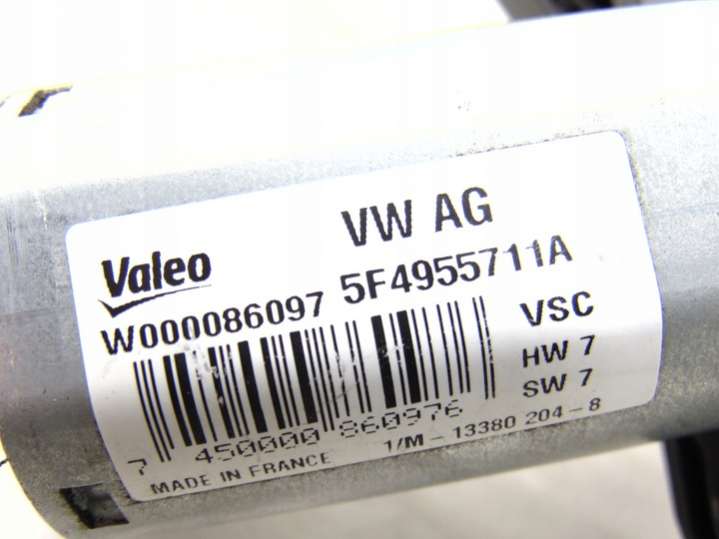 VW AG
Valeo
W000086097 5F4955711A
VSC
HW 7
SW 7
7 450000 860976
1/M - 13380 204-8
MADE IN FRANCE